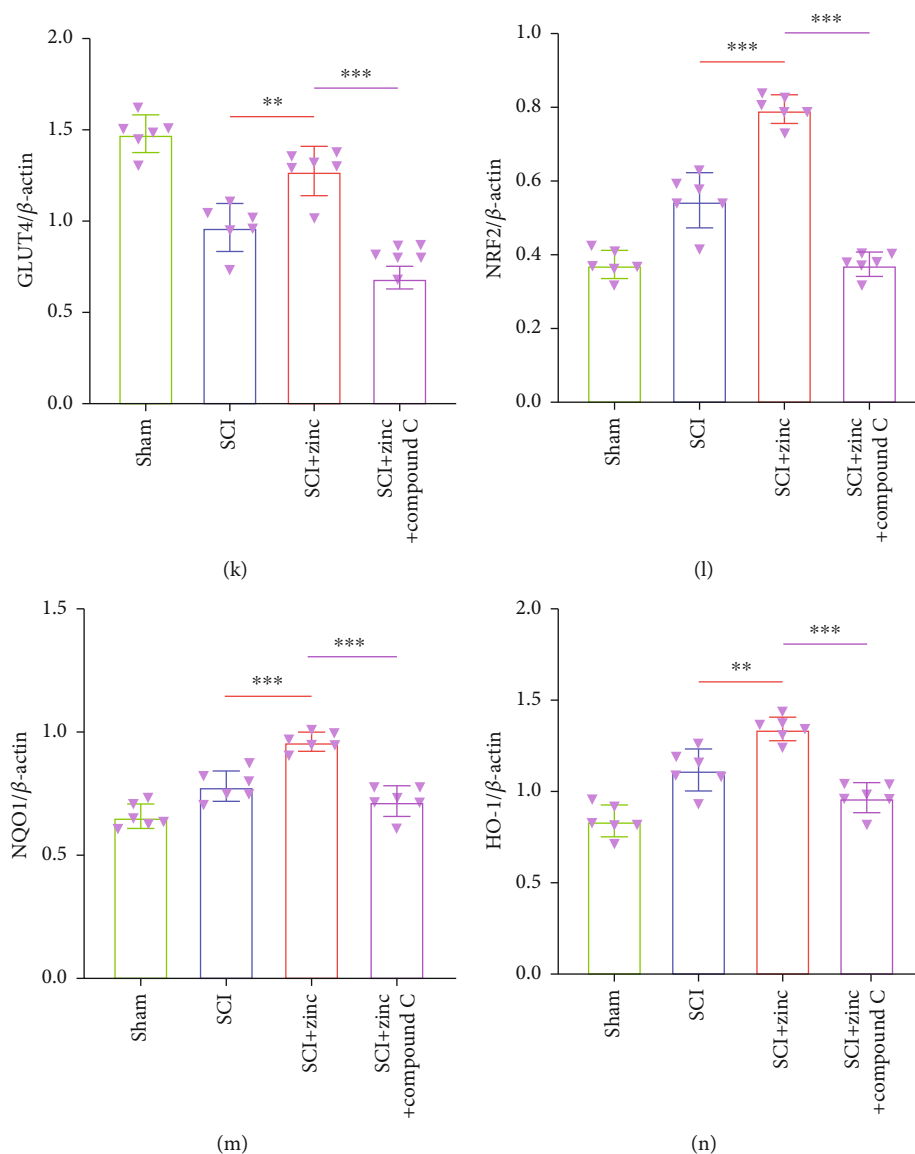 2.0
1.5
1.0
0.5
0.0
GLUT4/β-actin
**
***
Sham
SCI
SCI+zinc
SCI+zinc
+compound C
(k)
1.0
0.8
0.6
0.4
0.2
0.0
NRF2/β-actin
***
***
Sham
SCI
SCI+zinc
SCI+zinc
+compound C
(l)
1.5
1.0
0.5
0.0
NQO1/β-actin
***
***
Sham
SCI
SCI+zinc
SCI+zinc
+compound C
(m)
2.0
1.5
1.0
0.5
0.0
HO-1/β-actin
**
***
Sham
SCI
SCI+zinc
SCI+zinc
+compound C
(n)